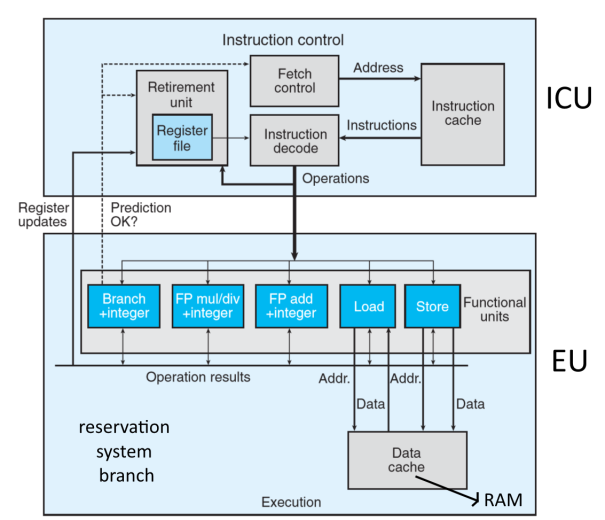 Instruction control
ICU
Fetch
control
Address
Retirement
unit
Instruction
cache
Register
file
Instruction
decode
Instructions
Operations
Register
updates
Prediction
OK?
Branch
+integer
FP mul/div
+integer
FP add
+integer
Load
Store
Functional
units
EU
Operation results
Addr.
Addr.
Data
Data
reservation
system
branch
Data
cache
RAM
Execution